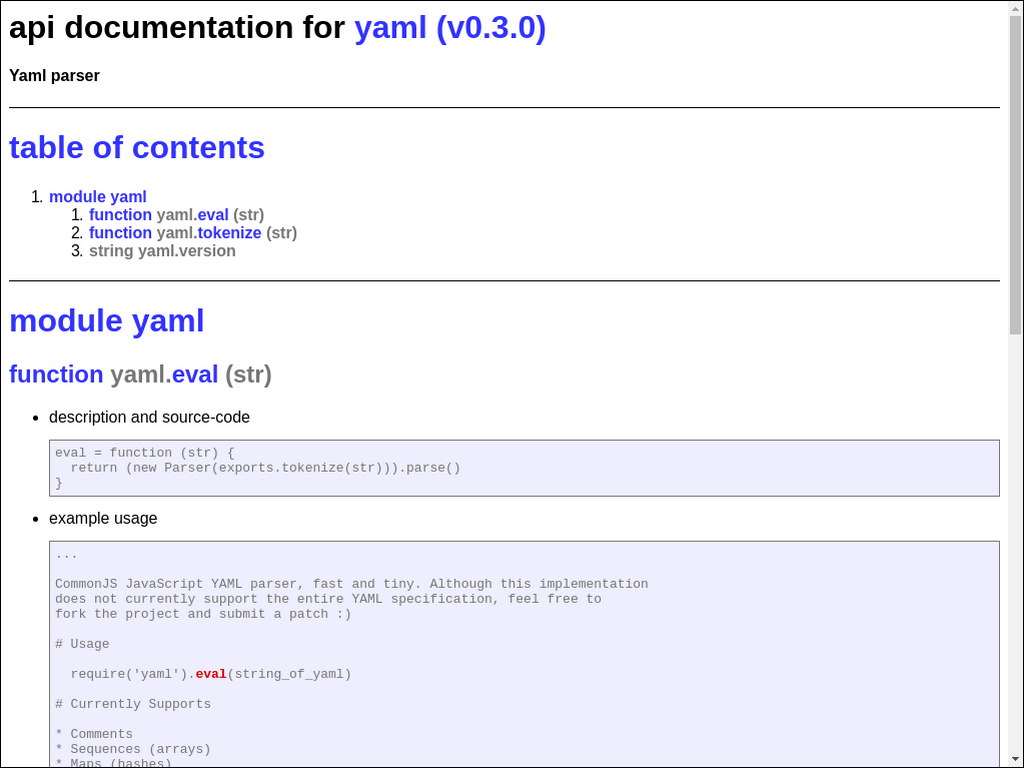 api documentation for yaml (v0.3.0)
Yaml parser
table of contents
1. module yaml
1. function yaml.eval (str)
2. function yaml.tokenize (str)
3. string yaml.version
module yaml
function yaml.eval (str)
• description and source-code
eval = function (str) {
  return (new Parser(exports.tokenize(str))).parse()
}
• example usage
...
CommonJS JavaScript YAML parser, fast and tiny. Although this implementation
does not currently support the entire YAML specification, feel free to
fork the project and submit a patch :)
# Usage
  require('yaml').eval(string_of_yaml)
# Currently Supports
* Comments
* Sequences (arrays)
* Maps (hashes)